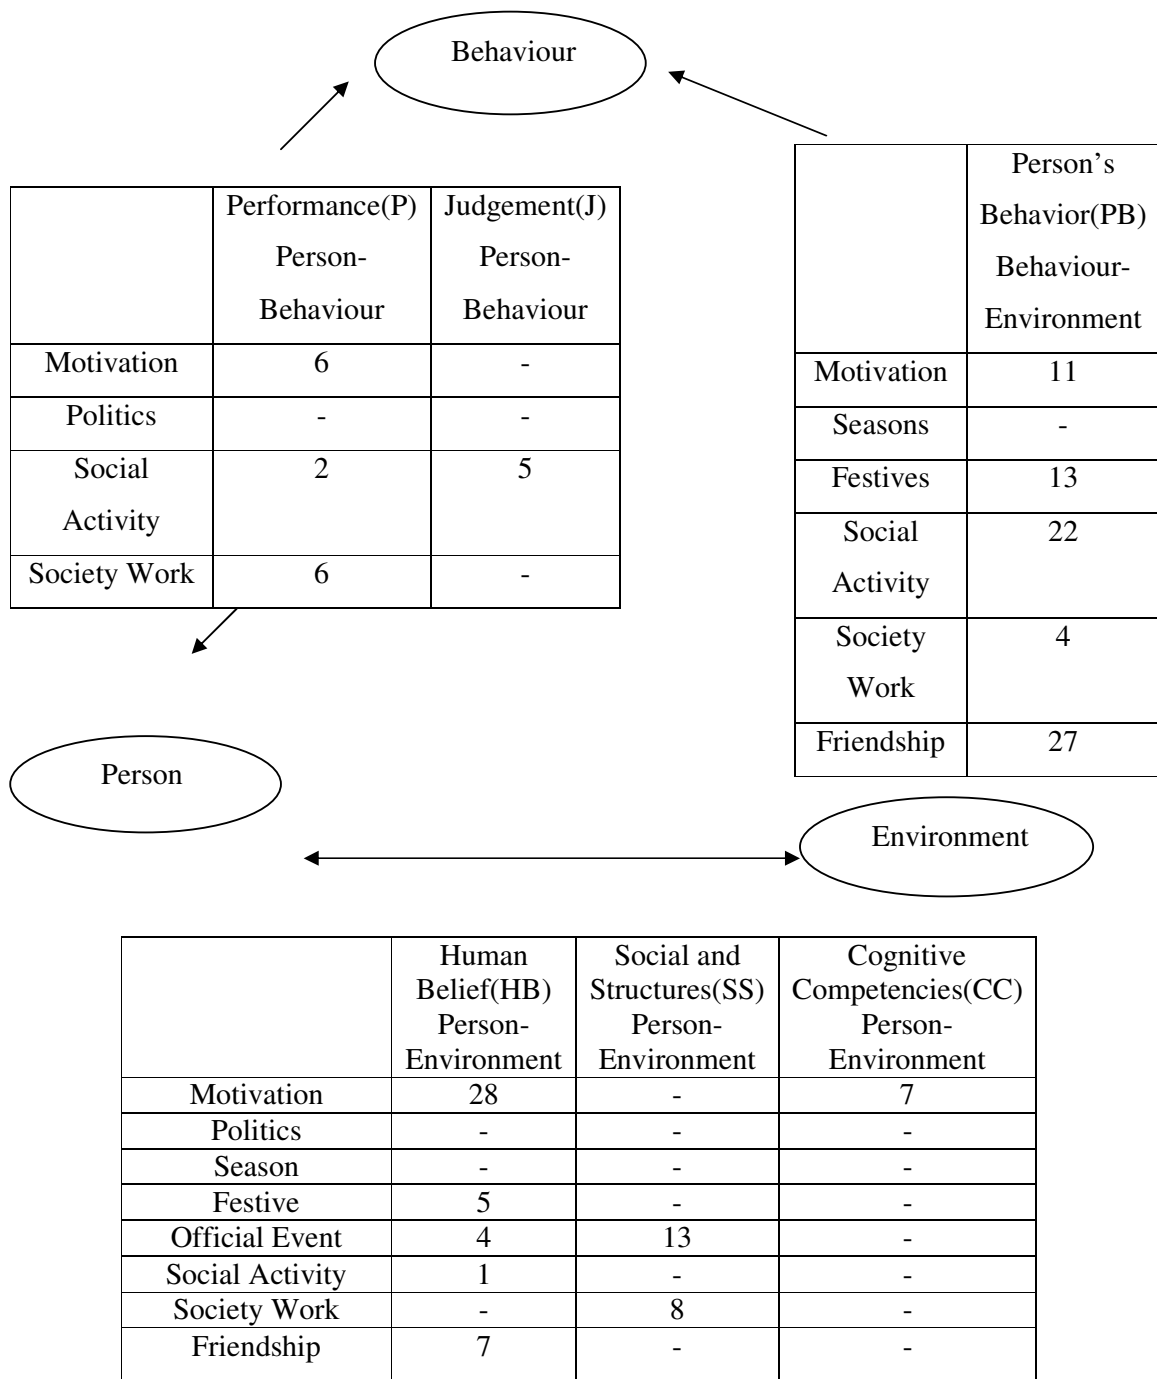 Behaviour
Performance(P) Person- Behaviour Judgement(J) Person- Behaviour
Motivation 6 -
Politics - -
Social Activity 2 5
Society Work 6 -
Person's Behavior(PB) Behaviour- Environment
Motivation 11
Seasons -
Festives 13
Social Activity 22
Society Work 4
Friendship 27
Person
Environment
Human Belief(HB) Person- Environment Social and Structures(SS) Person- Environment Cognitive Competencies(CC) Person- Environment
Motivation 28 - 7
Politics - - -
Season - - -
Festive 5 - -
Official Event 4 13 -
Social Activity 1 - -
Society Work - 8 -
Friendship 7 - -